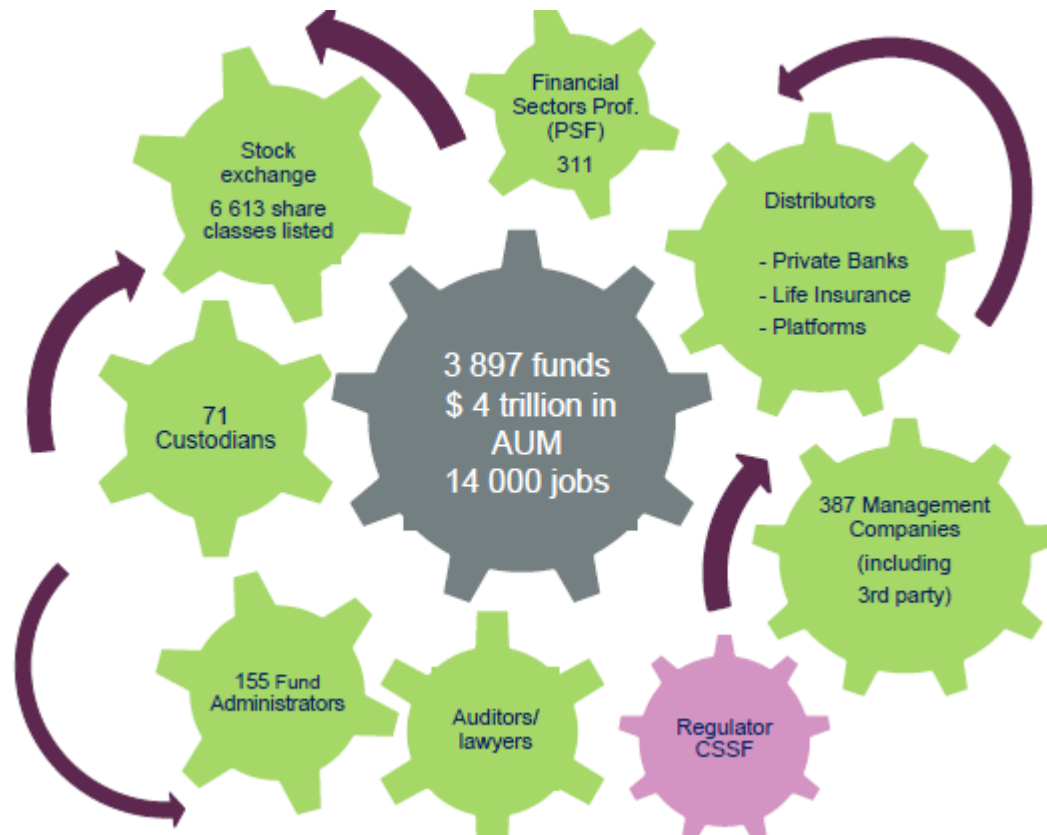 Financial
Sectors Prof.
(PSF)
311
Stock
exchange
6 613 share
classes listed
Distributors
- Private Banks
- Life Insurance
- Platforms
3 897 funds
$ 4 trillion in
AUM
14 000 jobs
71
Custodians
387 Management
Companies
(including
3rd party)
155 Fund
Administrators
Auditors/
lawyers
Regulator
CSSF